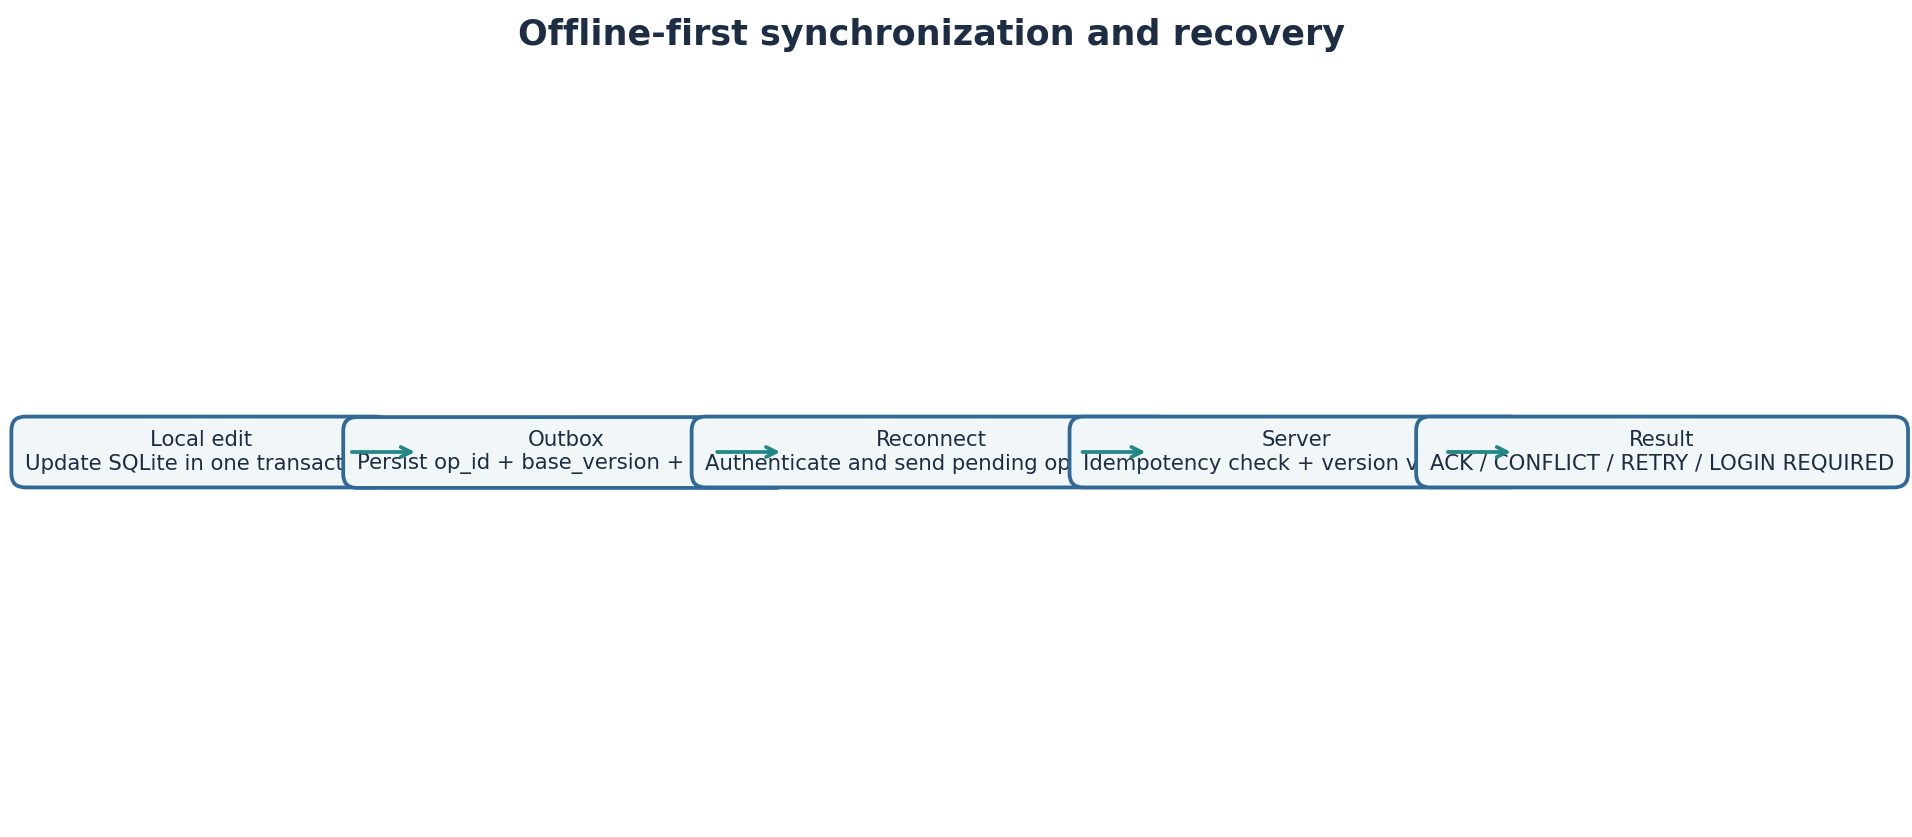 Offline-first synchronization and recovery
Local edit
Update SQLite in one transact
Outbox
Persist op_id + base_version +
Reconnect
Authenticate and send pending op
Server
Idempotency check + version v
Result
ACK / CONFLICT / RETRY / LOGIN REQUIRED